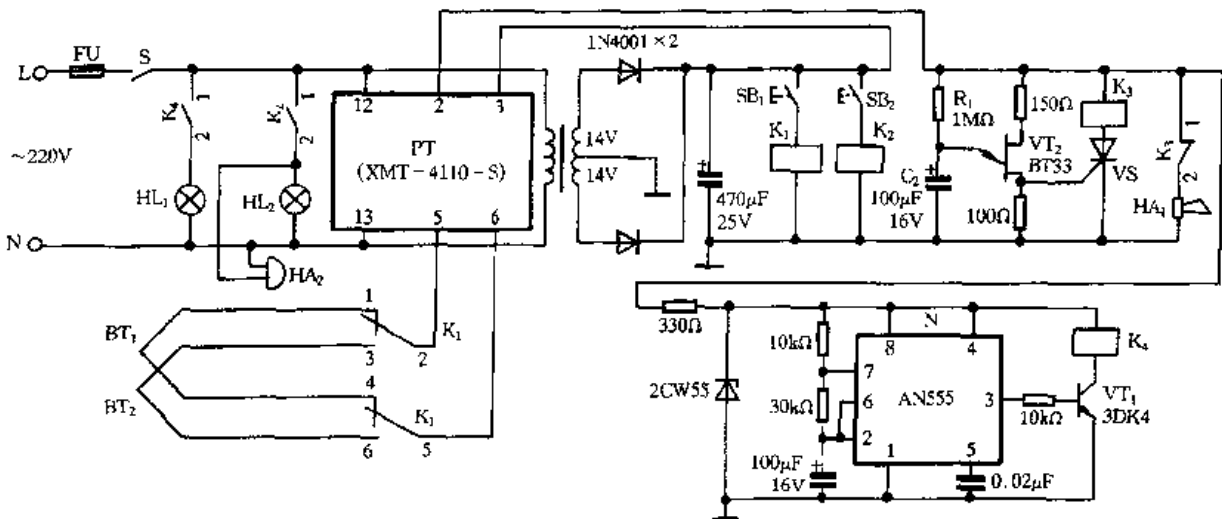 L
FU
S
1N4001×2
K₄
1
2
K₂
1
2
~220V
HL₁
HL₂
N
HA₂
12
2
3
PT
(XMT-4110-S)
13
5
6
14V
14V
470μF
25V
SB₁
K₁
SB₂
K₂
R₁
1MΩ
C₂
100μF
16V
150Ω
VT₂
BT33
100Ω
K₃
VS
1
2
HA₁
BT₁
BT₂
1
3
2
K₁
4
6
5
K₁
330Ω
2CW55
10kΩ
30kΩ
100μF
16V
8
N
4
7
6
2
AN555
3
1
5
0.02μF
10kΩ
K₄
VT₁
3DK4